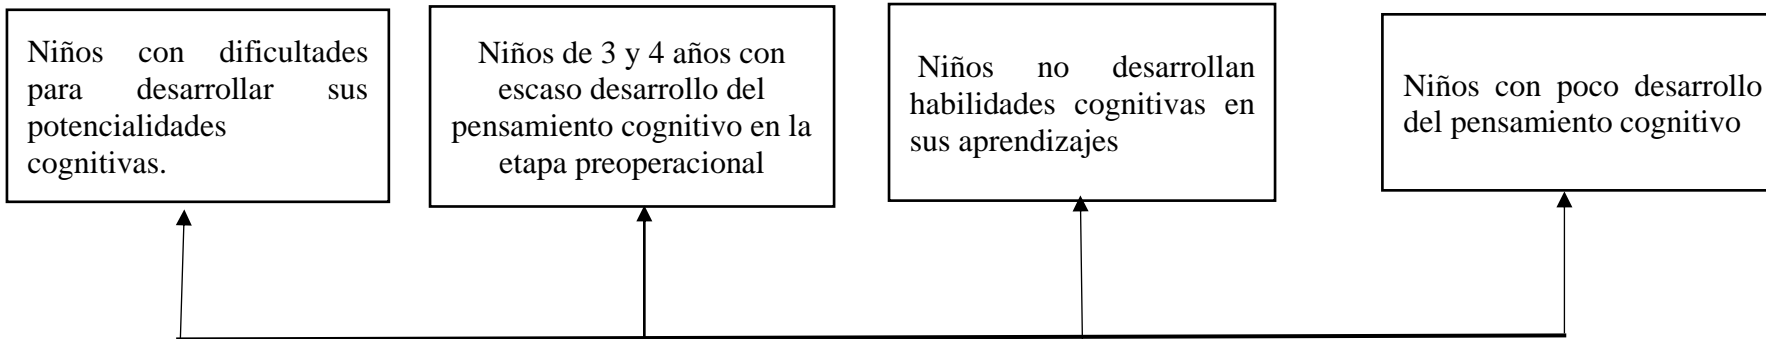 Niños con dificultades
para desarrollar sus
potencialidades
cognitivas.
Niños de 3 y 4 años con
escaso desarrollo del
pensamiento cognitivo en la
etapa preoperacional
Niños no desarrollan
habilidades cognitivas en
sus aprendizajes
Niños con poco desarrollo
del pensamiento cognitivo